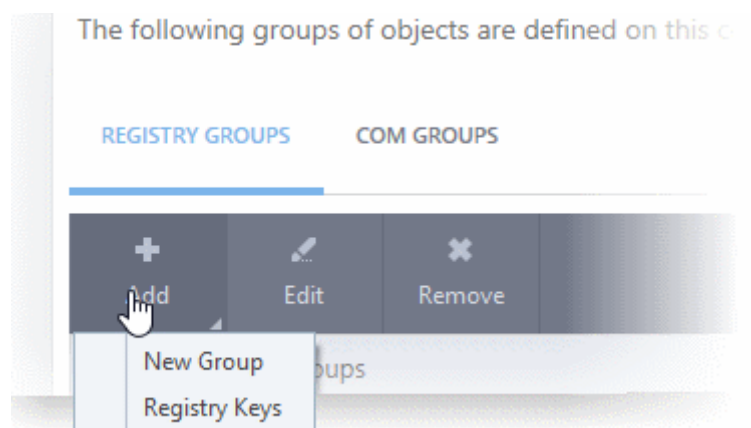 The following groups of objects are defined on this
REGISTRY GROUPS COM GROUPS
Add Edit Remove
New Group
Registry Keys